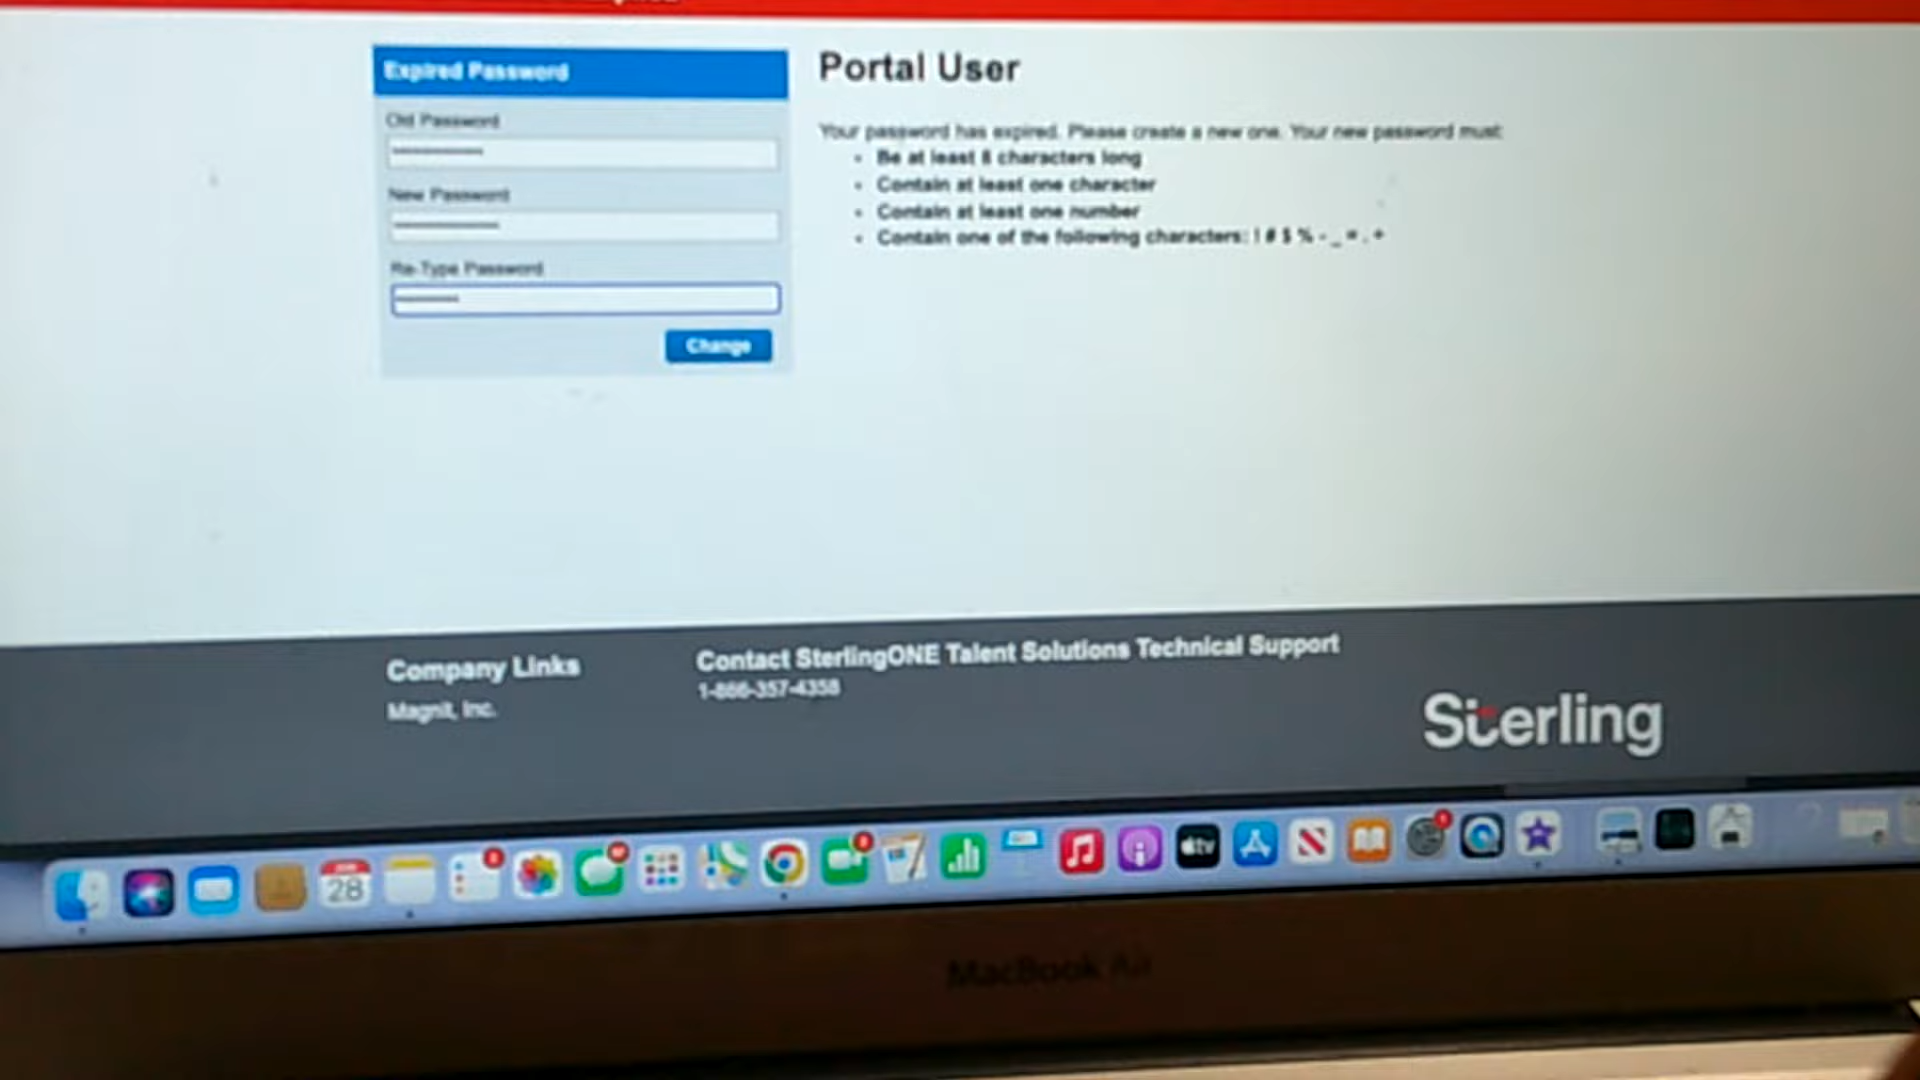 Expired Password
Old Password
New Password
Re-Type Password
Change
Portal User
Your password has expired. Please create a new one. Your new password must:
• Be at least 8 characters long
• Contain at least one character
• Contain at least one number
• Contain one of the following characters: ! # $ % - _ = . +
Company Links
Magnit, Inc.
Contact SterlingONE Talent Solutions Technical Support
1-866-357-4358
Sterling
28
tv
MacBook Air